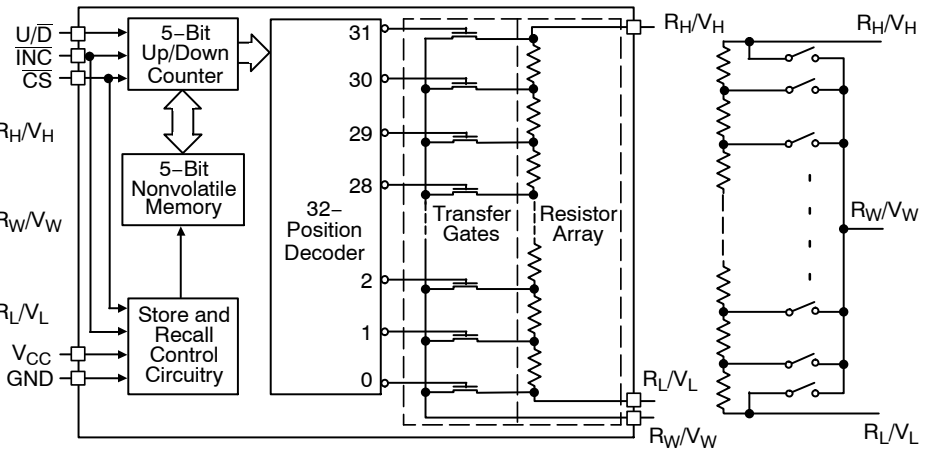 U/D̅
I̅N̅C̅
C̅S̅
R_H/V_H
R_W/V_W
R_L/V_L
V_CC
GND
5−Bit
Up/Down
Counter
5−Bit
Nonvolatile
Memory
Store and
Recall
Control
Circuitry
32−
Position
Decoder
31
30
29
28
2
1
0
Transfer
Gates
Resistor
Array
R_H/V_H
R_L/V_L
R_W/V_W
R_H/V_H
R_W/V_W
R_L/V_L